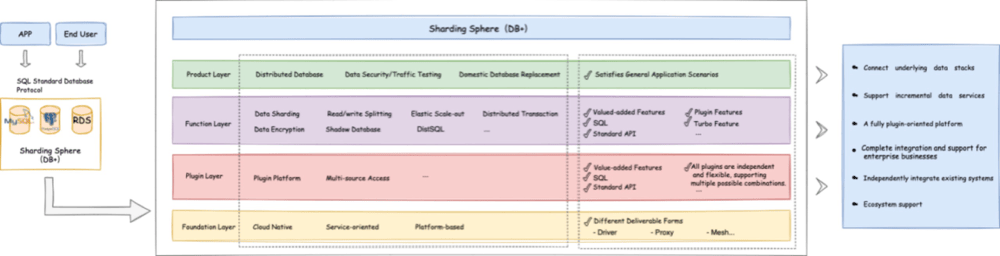 APP
End User
SQL Standard Database
Protocol
MySQL
RDS
Sharding Sphere
(DB+)
Sharding Sphere (DB+)
Product Layer
Distributed Database
Data Security/Traffic Testing
Domestic Database Replacement
Satisfies General Application Scenarios
Function Layer
Data Sharding
Read/write Splitting
Elastic Scale-out
Distributed Transaction
Data Encryption
Shadow Database
DistSQL
...
Valued-added Features
SQL
Standard API
Plugin Features
Turbo Feature
...
Plugin Layer
Plugin Platform
Multi-source Access
...
Value-added Features
SQL
Standard API
All plugins are independent
and flexible, supporting
multiple possible combinations.
...
Foundation Layer
Cloud Native
Service-oriented
Platform-based
Different Deliverable Forms
- Driver
- Proxy
- Mesh...
Connect underlying data stacks
Support incremental data services
A fully plugin-oriented platform
Complete integration and support for
enterprise businesses
Independently integrate existing systems
Ecosystem support